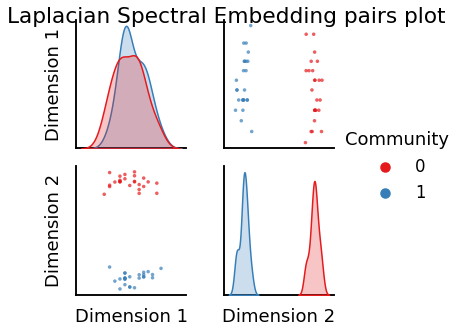 Laplacian Spectral Embedding pairs plot
Dimension 1
Community
0
1
Dimension 2
Dimension 1
Dimension 2